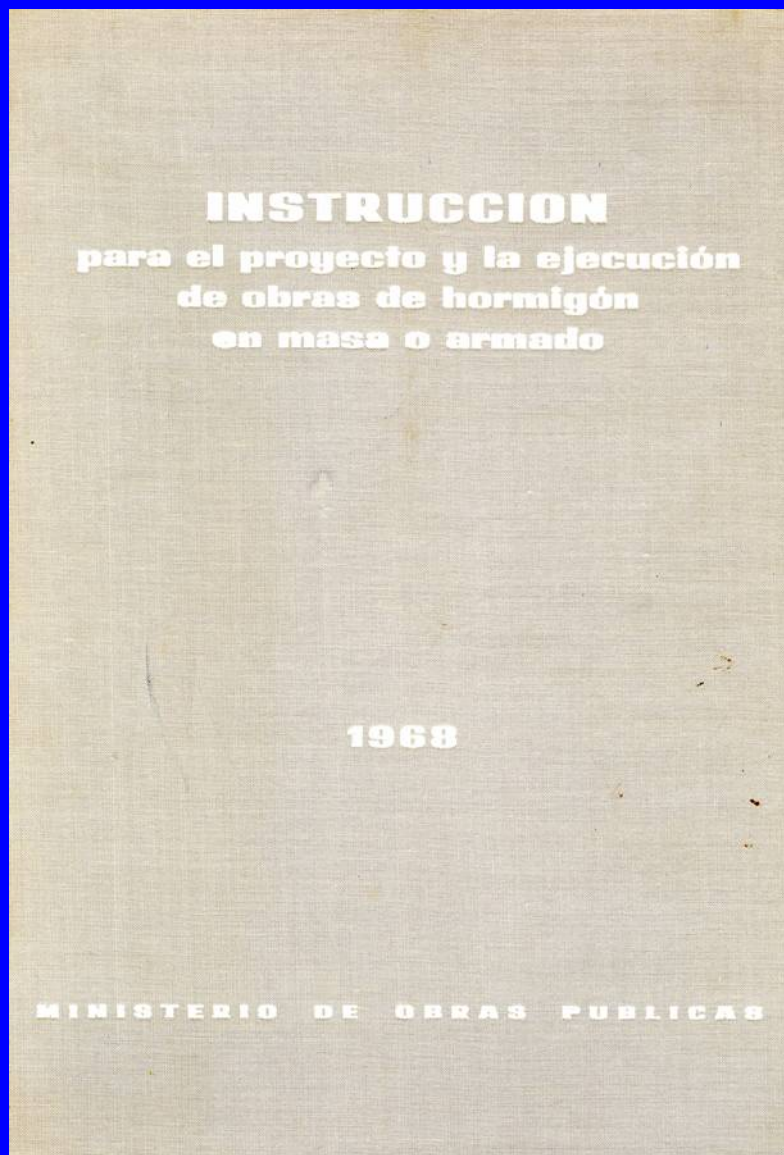 INSTRUCCION
para el proyecto y la ejecución
de obras de hormigón
en masa o armado
1968
MINISTERIO DE OBRAS PUBLICAS